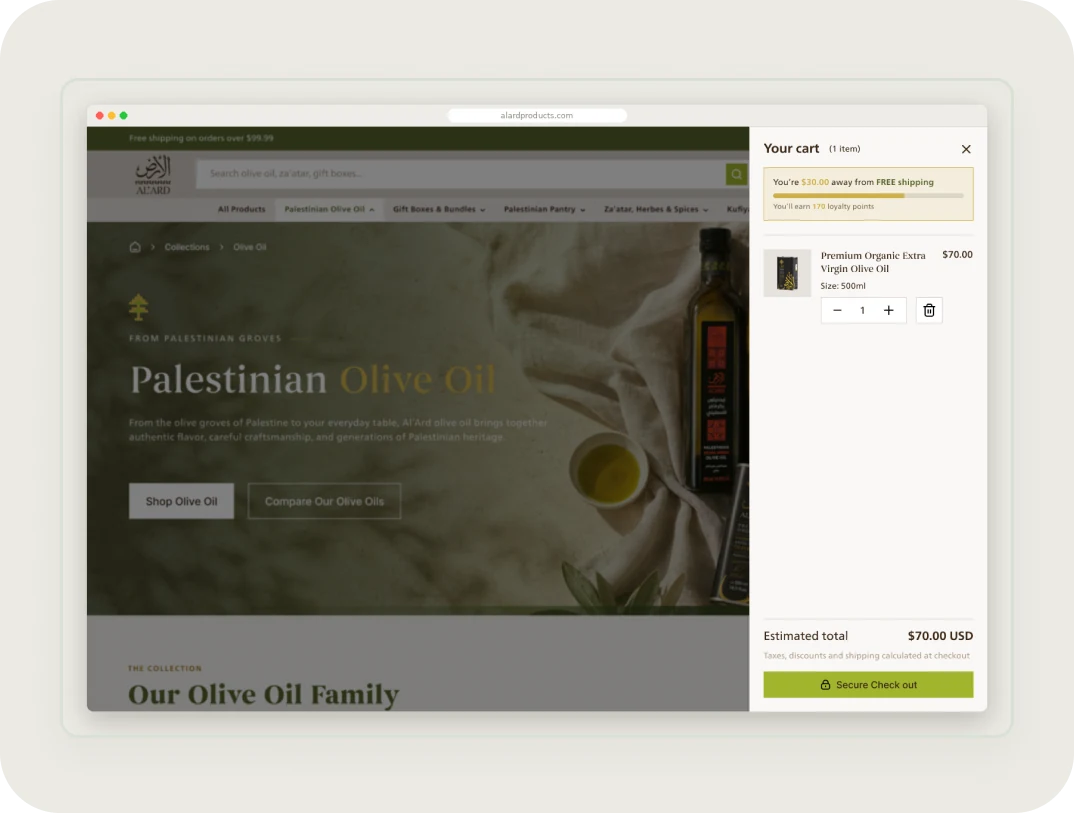 alardproducts.com
Free shipping on orders over $99.99
الأرض
AL'ARD
Search olive oil, za'atar, gift boxes...
All Products
Palestinian Olive Oil
Gift Boxes & Bundles
Palestinian Pantry
Za'atar, Herbs & Spices
Collections
Olive Oil
FROM PALESTINIAN GROVES
Palestinian Olive Oil
From the olive groves of Palestine to your everyday table, Al'Ard olive oil brings together
authentic flavor, careful craftsmanship, and generations of Palestinian heritage.
Shop Olive Oil
Compare Our Olive Oils
THE COLLECTION
Our Olive Oil Family
Your cart (1 item)
You're $30.00 away from FREE shipping
You'll earn 170 loyalty points
Premium Organic Extra $70.00
Virgin Olive Oil
Size: 500ml
1
Estimated total $70.00 USD
Taxes, discounts and shipping calculated at checkout
Secure Check out